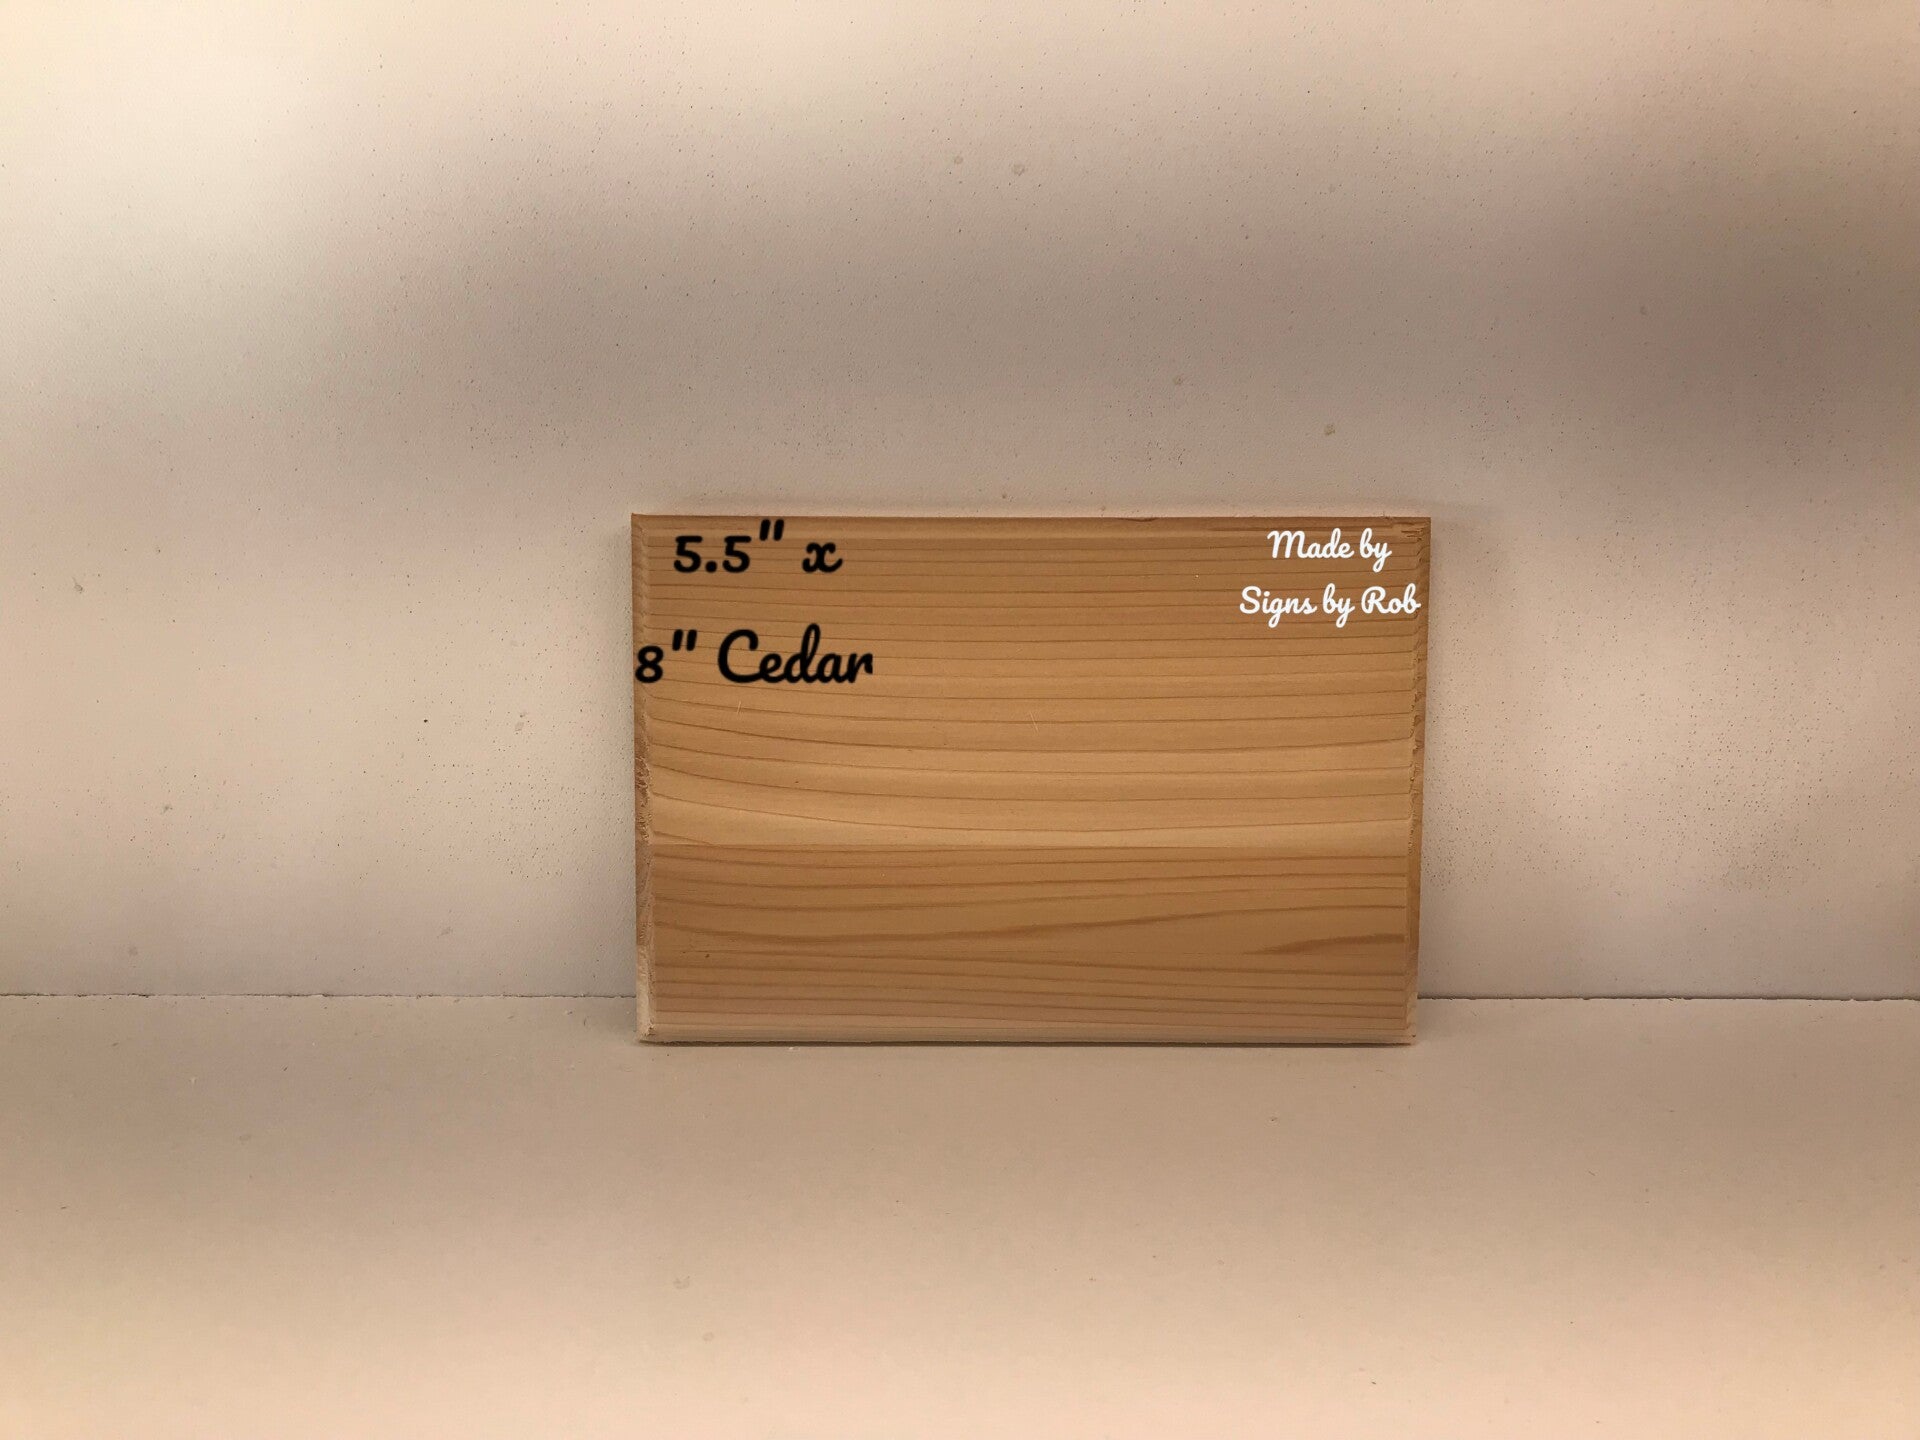 5.5" x
8" Cedar
Made by
Signs by Rob